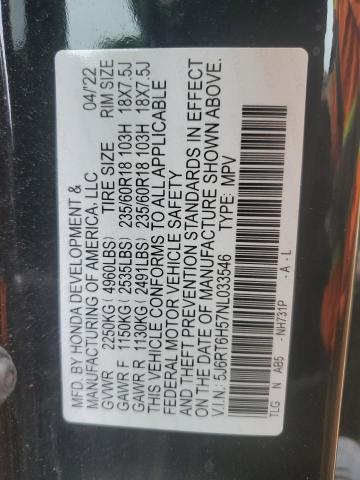 MFD. BY HONDA DEVELOPMENT & 04/'22
MANUFACTURING OF AMERICA, LLC
GVWR 2250KG ( 4960LBS) TIRE SIZE RIM SIZE
GAWR F 1150KG ( 2535LBS) 235/60R18 103H 18X7.5J
GAWR R 1130KG ( 2491LBS) 235/60R18 103H 18X7.5J
THIS VEHICLE CONFORMS TO ALL APPLICABLE
FEDERAL MOTOR VEHICLE SAFETY
AND THEFT PREVENTION STANDARDS IN EFFECT
ON THE DATE OF MANUFACTURE SHOWN ABOVE.
V.I.N.: 5J6RT6H57NL033546 TYPE: MPV
TLG N AB5 -NH731P -A-L